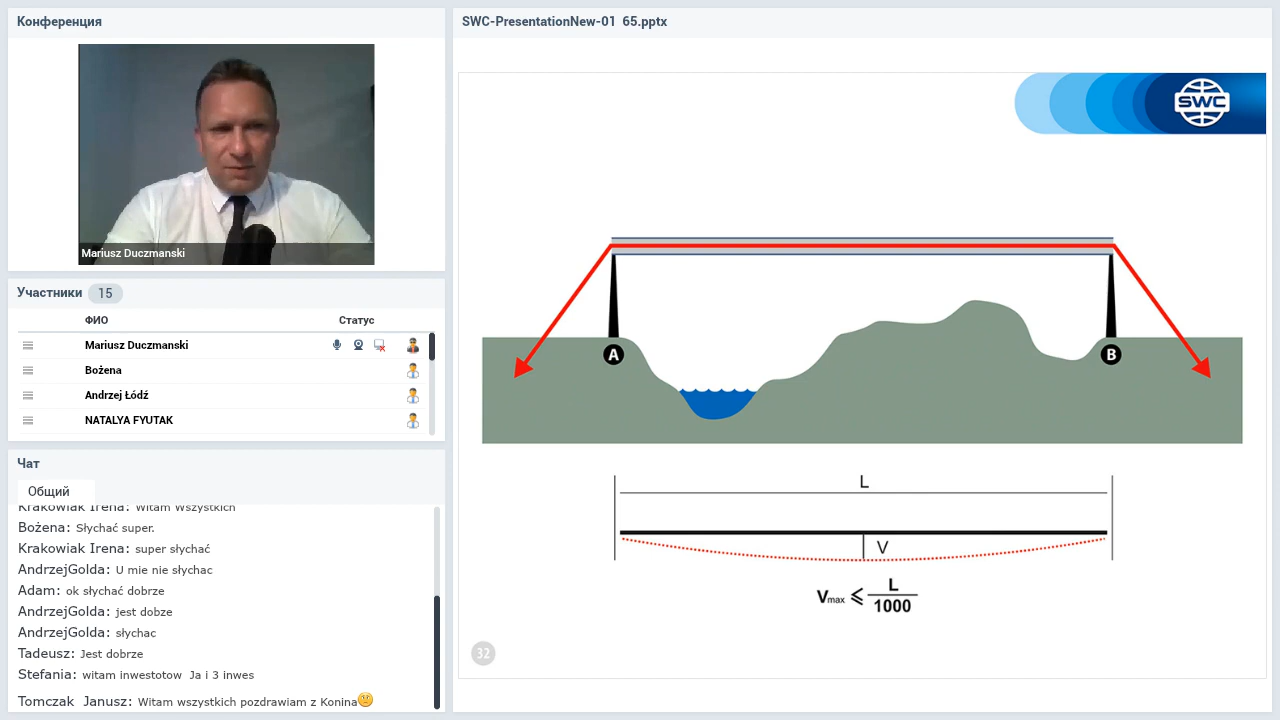 Конференция
Mariusz Duczmanski
Участники 15
ФИО Статус
Mariusz Duczmanski
Bożena
Andrzej Łódź
NATALYA FYUTAK
Чат
Общий
Krakowiak Irena: Witam Wszystkich
Bożena: Słychać super.
Krakowiak Irena: super słychać
AndrzejGolda: U mie nie słychac
Adam: ok słychać dobrze
AndrzejGolda: jest dobze
AndrzejGolda: słychac
Tadeusz: Jest dobrze
Stefania: witam inwestotow Ja i 3 inwes
Tomczak Janusz: Witam wszystkich pozdrawiam z Konina
SWC-PresentationNew-01 65.pptx
SWC
A B
L
V
Vmax ⩽ L
1000
32